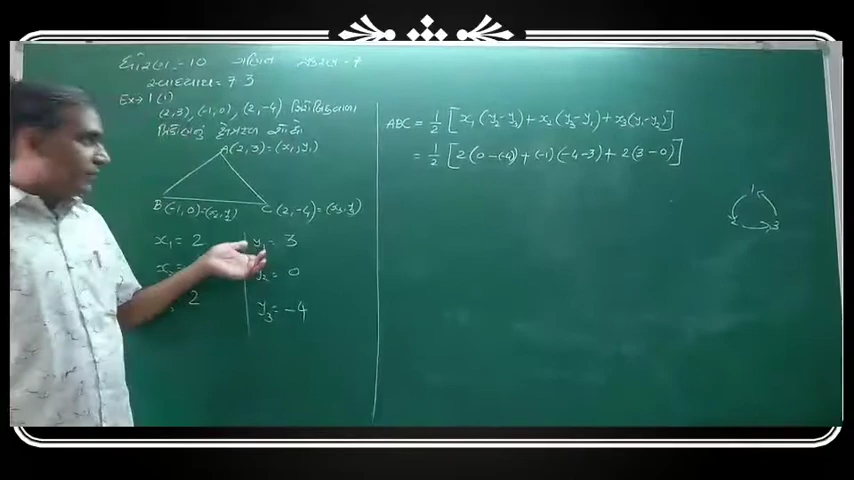 ધોરણ :- 10 ગણિત પ્રકરણ - 7
સ્વાધ્યાય = 7.3
Ex → 1 (1)
(2,3), (-1,0), (2,-4) શિરોબિંદુવાળા
ત્રિકોણનું ક્ષેત્રફળ શોધો
A(2,3) = (x₁, y₁)
B(-1,0) = (x₂, y₂) C(2,-4) = (x₃, y₃)
x₁ = 2 y₁ = 3
x₂ = y₂ = 0
2 y₃ = -4
ABC = 1/2 [x₁(y₂-y₃) + x₂(y₃-y₁) + x₃(y₁-y₂)]
= 1/2 [2(0-(-4)) + (-1)(-4-3) + 2(3-0)]
1
2 3